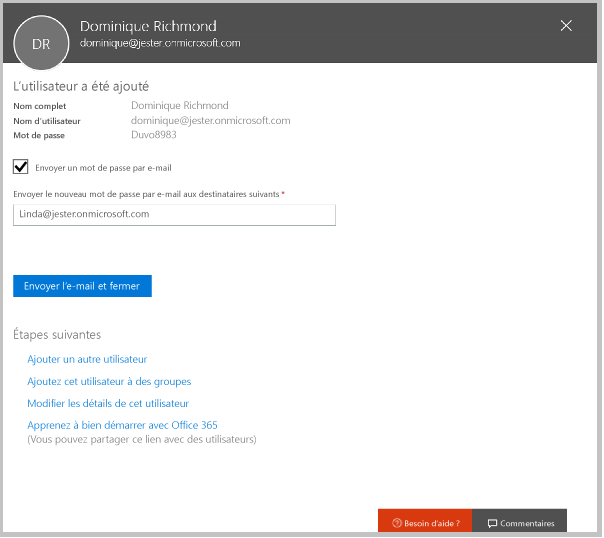 DR
Dominique Richmond
dominique@jester.onmicrosoft.com
L'utilisateur a été ajouté
Nom complet Dominique Richmond
Nom d'utilisateur dominique@jester.onmicrosoft.com
Mot de passe Duvo8983
Envoyer un mot de passe par e-mail
Envoyer le nouveau mot de passe par e-mail aux destinataires suivants *
Linda@jester.onmicrosoft.com
Envoyer l'e-mail et fermer
Étapes suivantes
Ajouter un autre utilisateur
Ajoutez cet utilisateur à des groupes
Modifier les détails de cet utilisateur
Apprenez à bien démarrer avec Office 365
(Vous pouvez partager ce lien avec des utilisateurs)
Besoin d'aide ? Commentaires